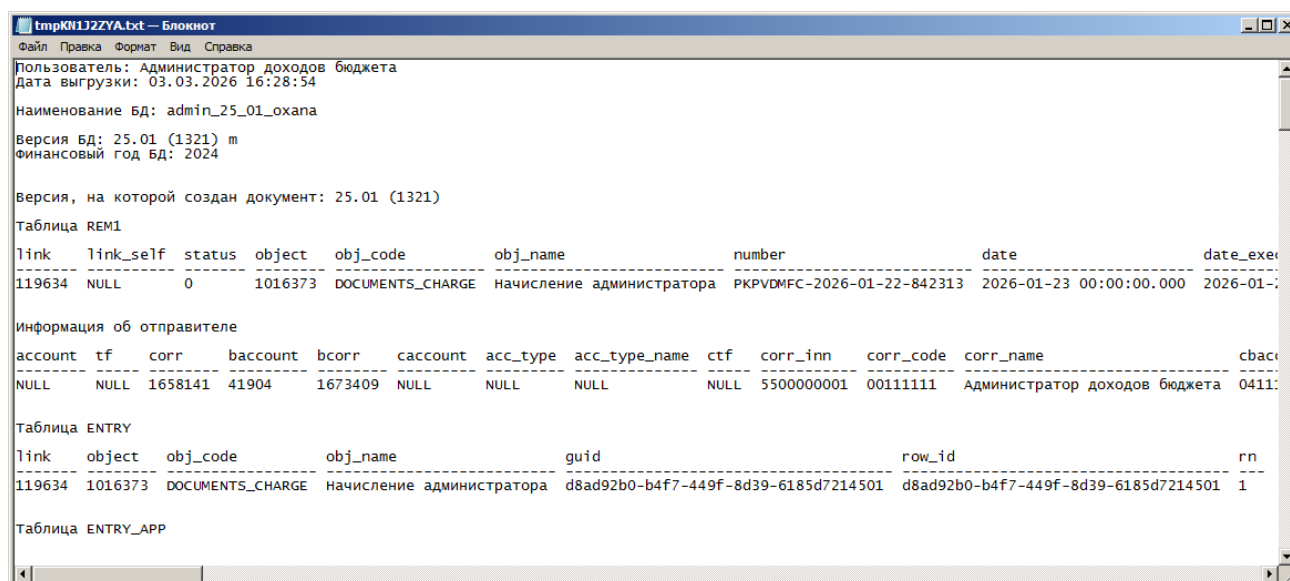 tmpKN1J2ZYA.txt — Блокнот
Файл Правка Формат Вид Справка
Пользователь: Администратор доходов бюджета
Дата выгрузки: 03.03.2026 16:28:54
Наименование БД: admin_25_01_oxana
Версия БД: 25.01 (1321) m
Финансовый год БД: 2024
Версия, на которой создан документ: 25.01 (1321)
Таблица REM1
link link_self status object obj_code obj_name number date date_exe
-------- ---------- ------- -------- ----------------- ----------------------------- ------------------------------ ------------------------- ---------
119634 NULL 0 1016373 DOCUMENTS_CHARGE Начисление администратора PKPVDMFC-2026-01-22-842313 2026-01-23 00:00:00.000 2026-01-
Информация об отправителе
account tf corr baccount bcorr caccount acc_type acc_type_name ctf corr_inn corr_code corr_name cbac
-------- ----- -------- --------- -------- --------- --------- -------------- ----- ------------ ---------- --------------------------------- -----
NULL NULL 1658141 41904 1673409 NULL NULL NULL NULL 5500000001 00111111 Администратор доходов бюджета 0411
Таблица ENTRY
link object obj_code obj_name guid row_id rn
-------- -------- ------------------ ----------------------------- ---------------------------------------- ---------------------------------------- ---
119634 1016373 DOCUMENTS_CHARGE Начисление администратора d8ad92b0-b4f7-449f-8d39-6185d7214501 d8ad92b0-b4f7-449f-8d39-6185d7214501 1
Таблица ENTRY_APP